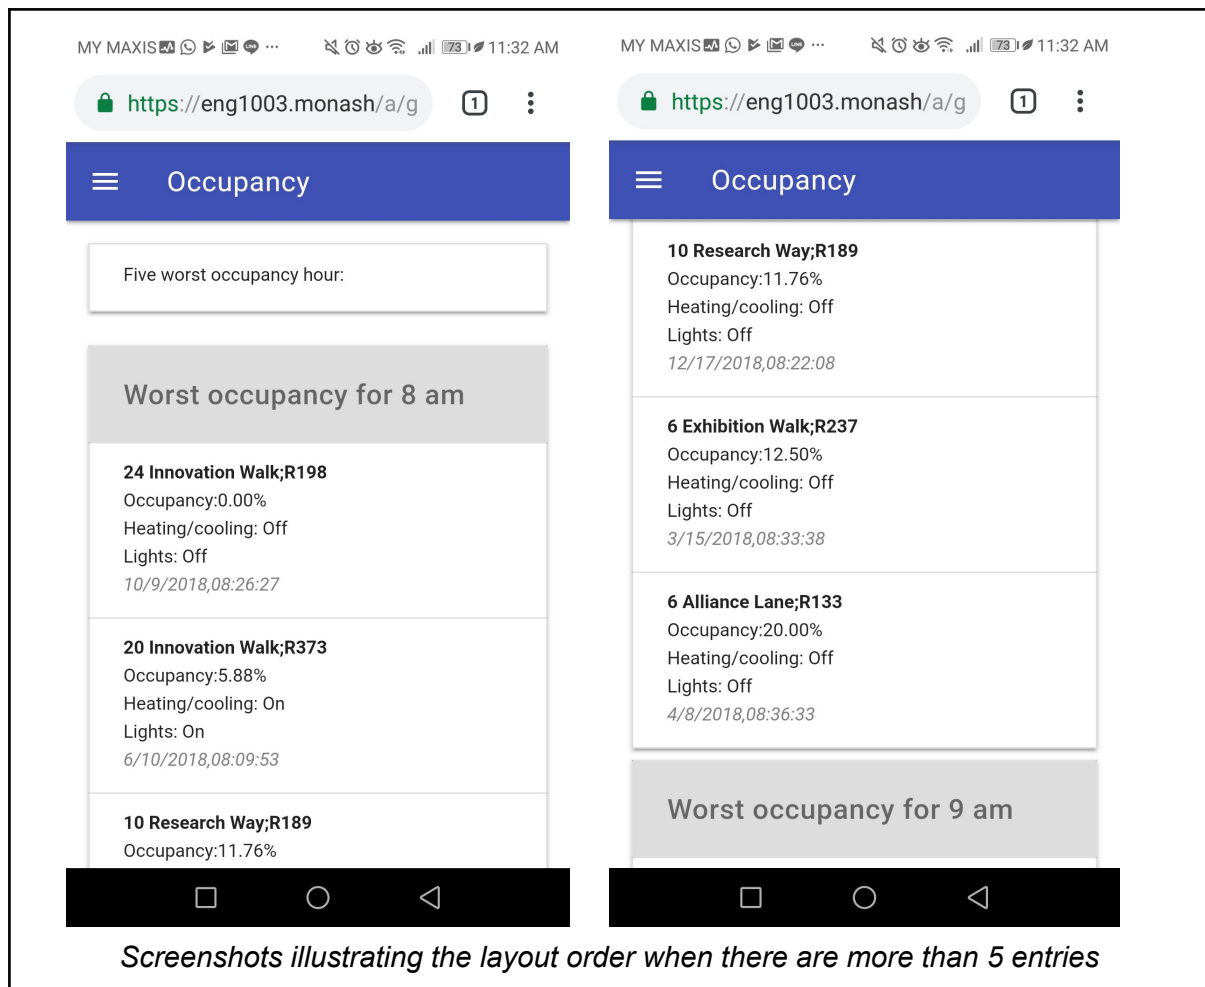 MY MAXIS 73 11:32 AM
https://eng1003.monash/a/g 1
Occupancy
Five worst occupancy hour:
Worst occupancy for 8 am
24 Innovation Walk;R198
Occupancy:0.00%
Heating/cooling: Off
Lights: Off
10/9/2018,08:26:27
20 Innovation Walk;R373
Occupancy:5.88%
Heating/cooling: On
Lights: On
6/10/2018,08:09:53
10 Research Way;R189
Occupancy:11.76%
MY MAXIS 73 11:32 AM
https://eng1003.monash/a/g 1
Occupancy
10 Research Way;R189
Occupancy:11.76%
Heating/cooling: Off
Lights: Off
12/17/2018,08:22:08
6 Exhibition Walk;R237
Occupancy:12.50%
Heating/cooling: Off
Lights: Off
3/15/2018,08:33:38
6 Alliance Lane;R133
Occupancy:20.00%
Heating/cooling: Off
Lights: Off
4/8/2018,08:36:33
Worst occupancy for 9 am
Screenshots illustrating the layout order when there are more than 5 entries